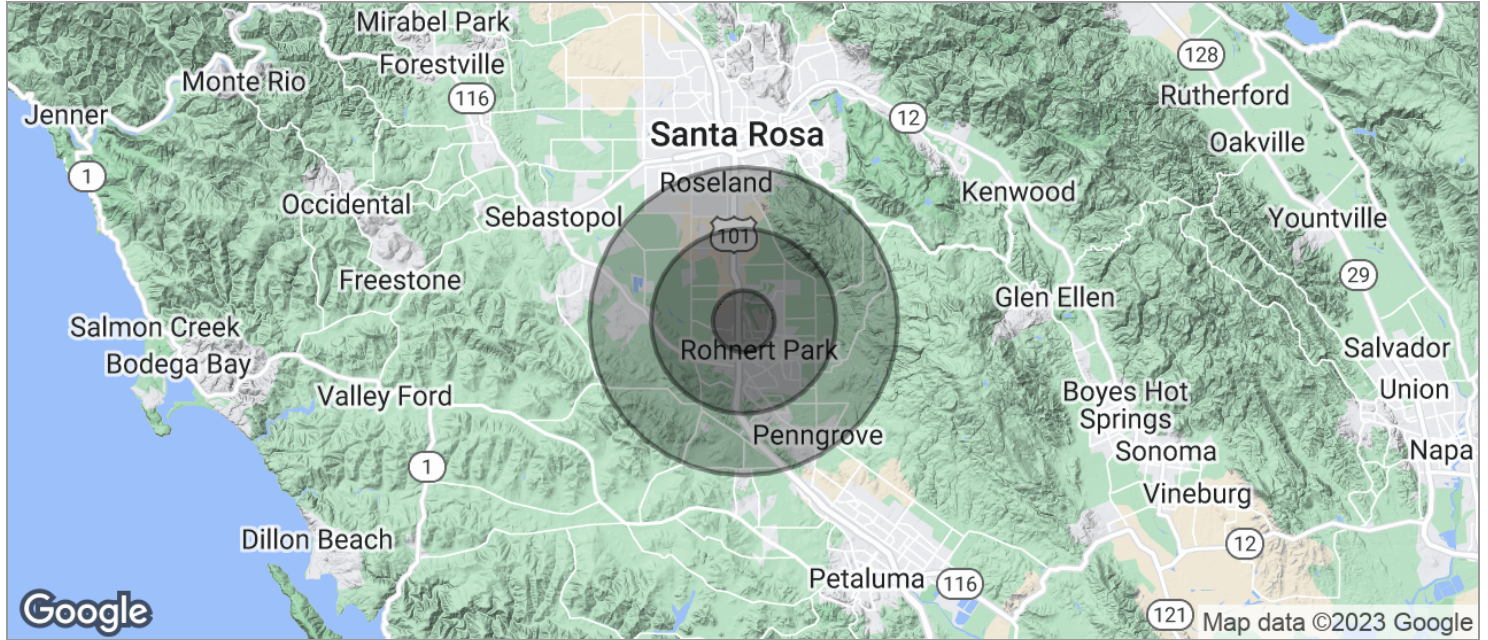 Mirabel Park
Forestville
Monte Rio
116
Jenner
1
Santa Rosa
128
Rutherford
12
Oakville
Occidental
Roseland
Sebastopol
101
Kenwood
Yountville
29
Freestone
Glen Ellen
Salmon Creek
Bodega Bay
Rohnert Park
Salvador
Union
Valley Ford
Boyes Hot
Springs
Penngrove
Sonoma
Napa
1
Vineburg
Dillon Beach
12
Petaluma
116
121
Google
Map data ©2023 Google